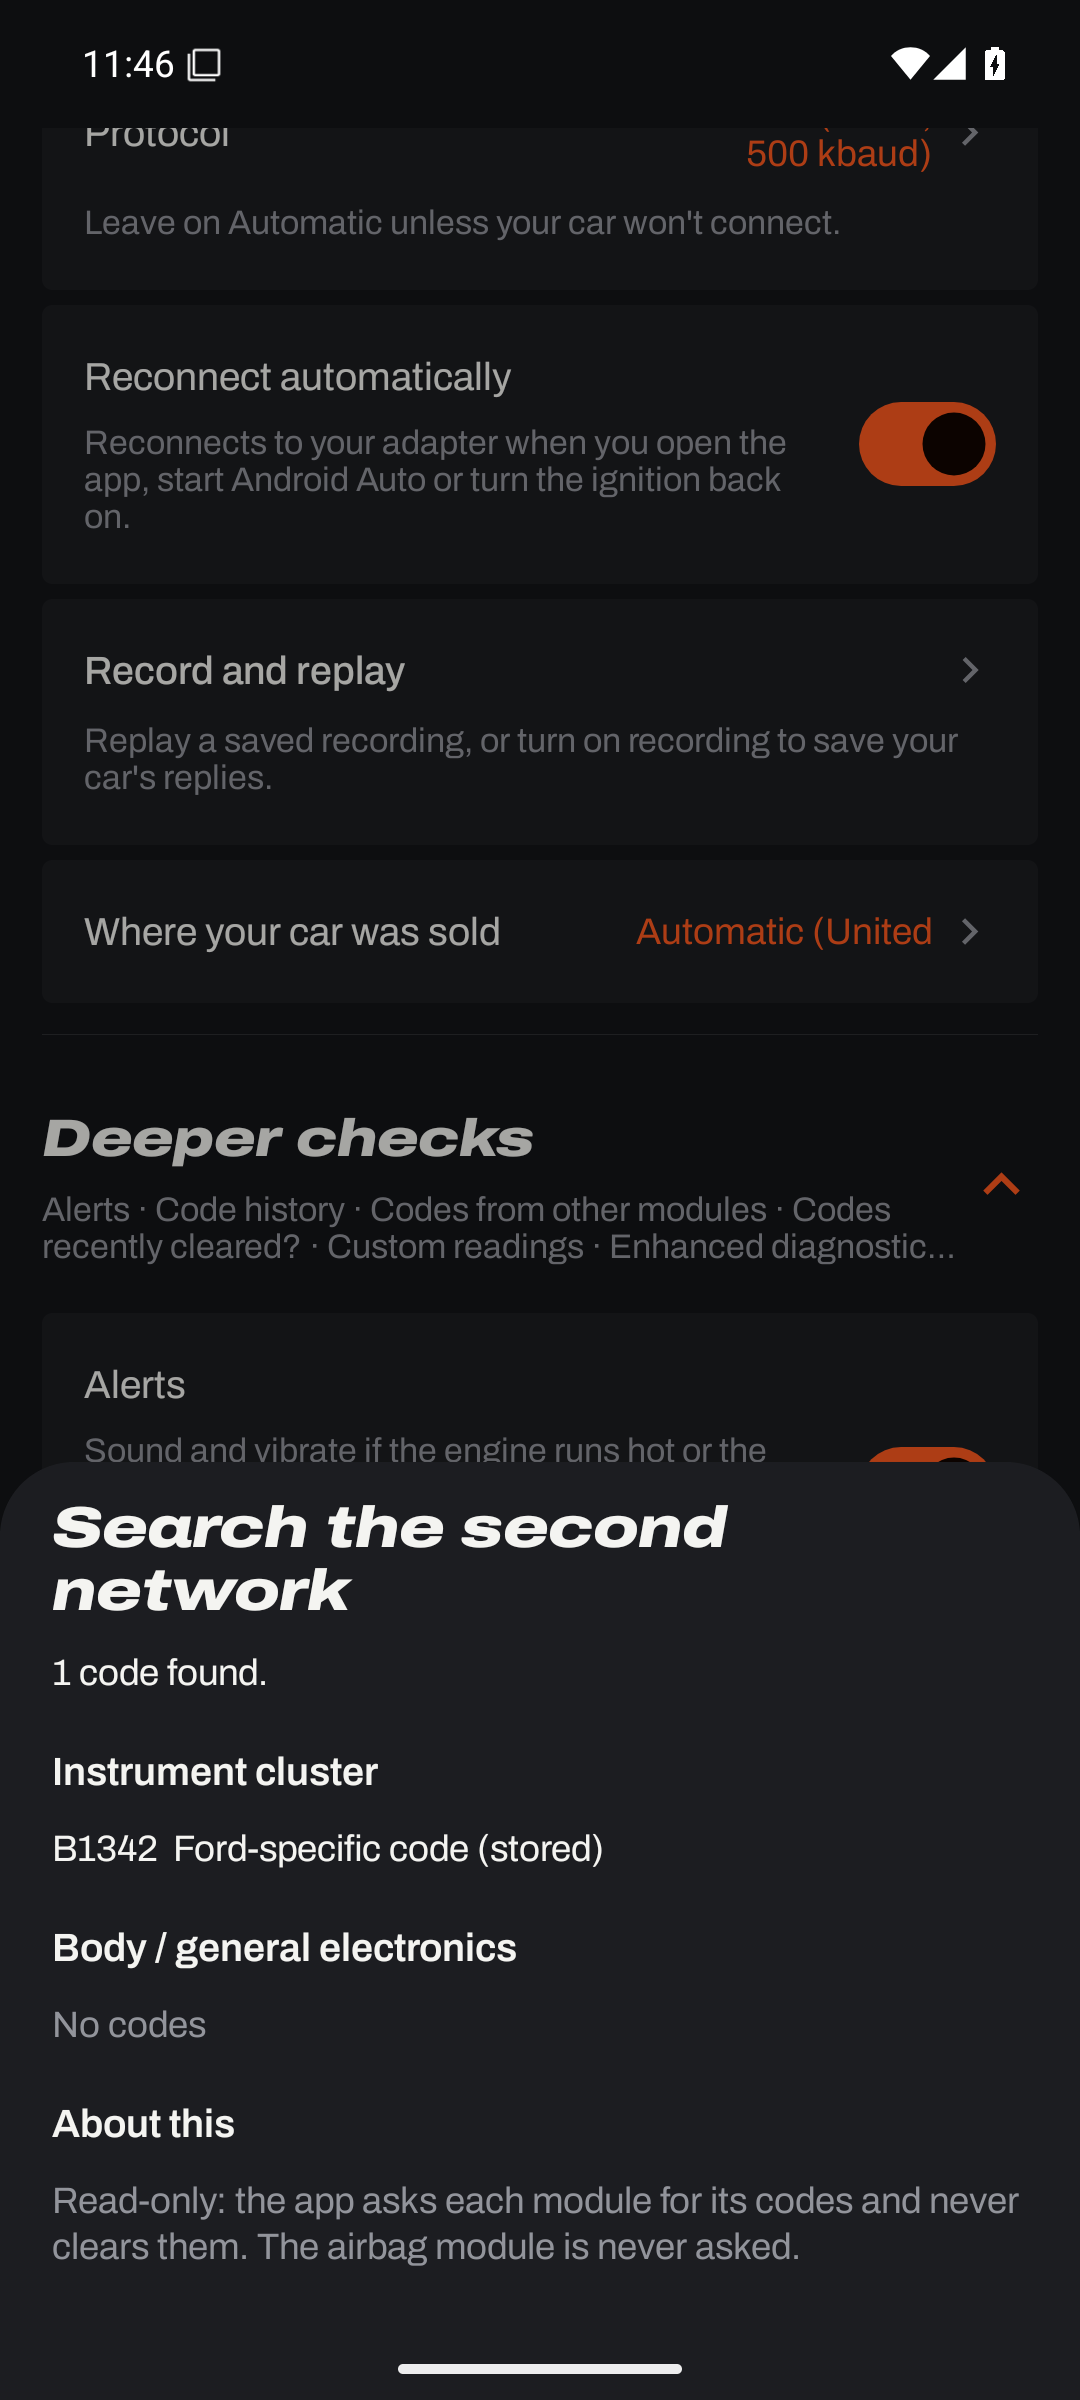 11:46
Protocol
500 kbaud)
Leave on Automatic unless your car won't connect.
Reconnect automatically
Reconnects to your adapter when you open the
app, start Android Auto or turn the ignition back
on.
Record and replay
Replay a saved recording, or turn on recording to save your
car's replies.
Where your car was sold
Automatic (United
Deeper checks
Alerts · Code history · Codes from other modules · Codes
recently cleared? · Custom readings · Enhanced diagnostic...
Alerts
Sound and vibrate if the engine runs hot or the
Search the second
network
1 code found.
Instrument cluster
B1342 Ford-specific code (stored)
Body / general electronics
No codes
About this
Read-only: the app asks each module for its codes and never
clears them. The airbag module is never asked.